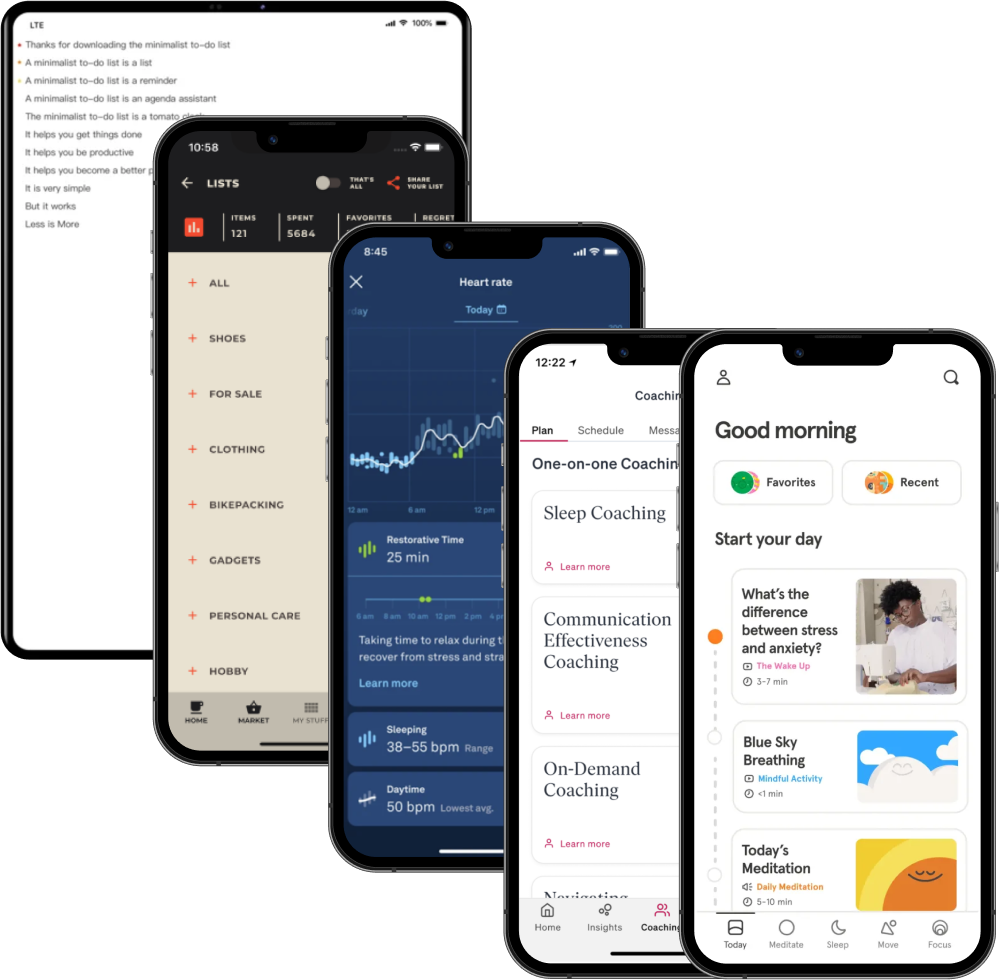 LTE
100%
Thanks for downloading the minimalist to-do list
A minimalist to-do list is a list
A minimalist to-do list is a reminder
A minimalist to-do list is an agenda assistant
The minimalist to-do list is a tomato
It helps you get things done
It helps you be productive
It helps you become a better p
It is very simple
But it works
Less is More
10:58
LISTS
THAT'S
ALL
SHARE
YOUR LIST
ITEMS
121
SPENT
5684
FAVORITES
REGRET
ALL
SHOES
FOR SALE
CLOTHING
BIKEPACKING
GADGETS
PERSONAL CARE
HOBBY
HOME
MARKET
MY STUFF
8:45
Heart rate
day
Today
200
12 am
6 am
12 pm
Restorative Time
25 min
6 am 8 am 10 am 12 pm 2 pm 4 pr
Taking time to relax during t
recover from stress and stra
Learn more
Sleeping
38–55 bpm Range
Daytime
50 bpm Lowest avg.
12:22
Coachin
Plan
Schedule
Messa
One-on-one Coachin
Sleep Coaching
Learn more
Communication
Effectiveness
Coaching
Learn more
On-Demand
Coaching
Learn more
Navigating
Home
Insights
Coaching
Good morning
Favorites
Recent
Start your day
What's the
difference
between stress
and anxiety?
The Wake Up
3-7 min
Blue Sky
Breathing
Mindful Activity
<1 min
Today's
Meditation
Daily Meditation
5-10 min
Today
Meditate
Sleep
Move
Focus